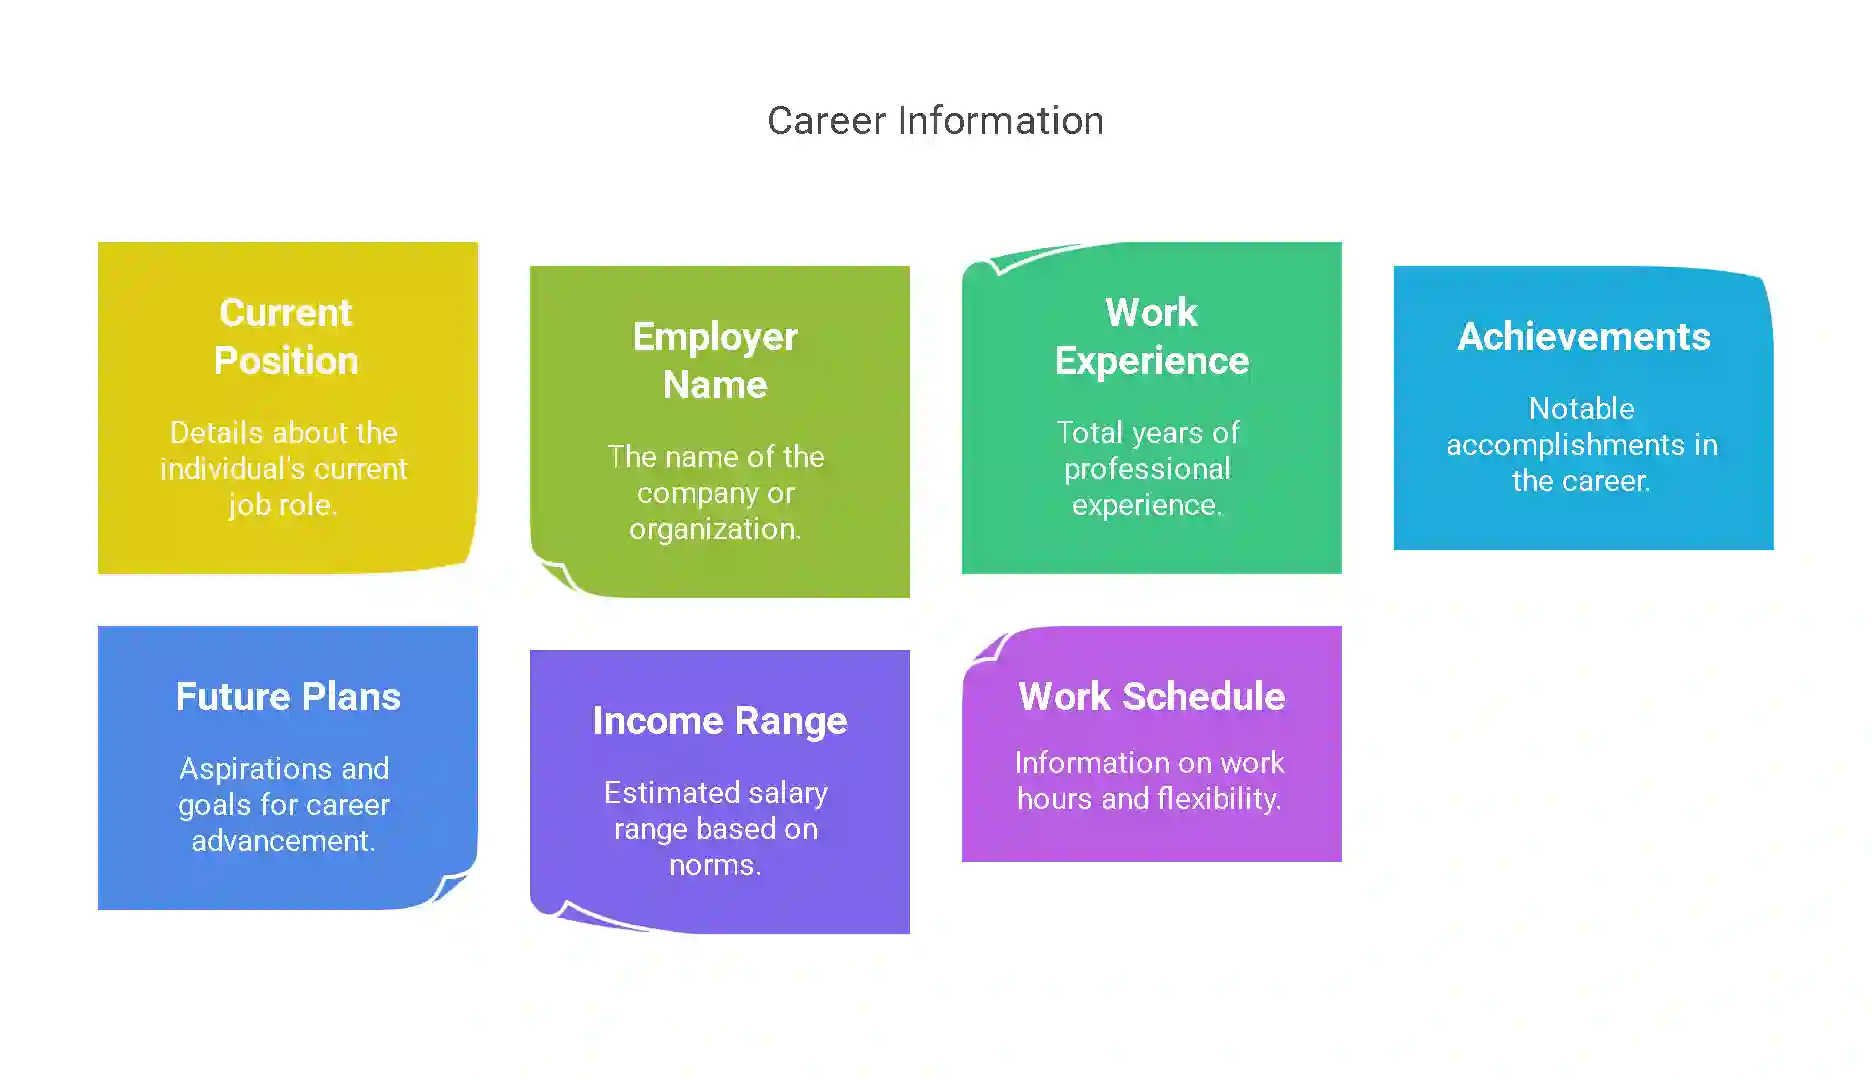 Career Information
Current
Position
Details about the
individual's current
job role.
Employer
Name
The name of the
company or
organization.
Work
Experience
Total years of
professional
experience.
Achievements
Notable
accomplishments in
the career.
Future Plans
Aspirations and
goals for career
advancement.
Income Range
Estimated salary
range based on
norms.
Work Schedule
Information on work
hours and flexibility.